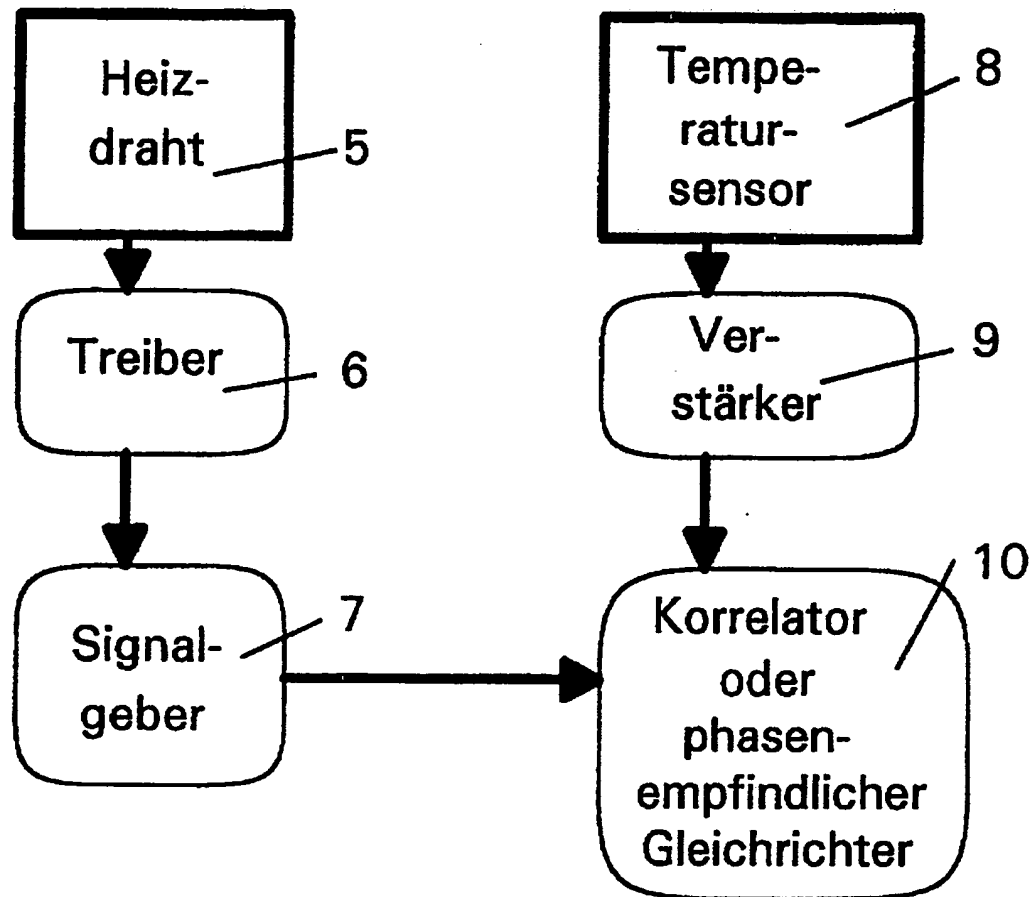 Heiz-
draht
5
Tempe-
ratur-
sensor
8
Treiber
6
Ver-
stärker
9
Signal-
geber
7
Korrelator
oder
phasen-
empfindlicher
Gleichrichter
10